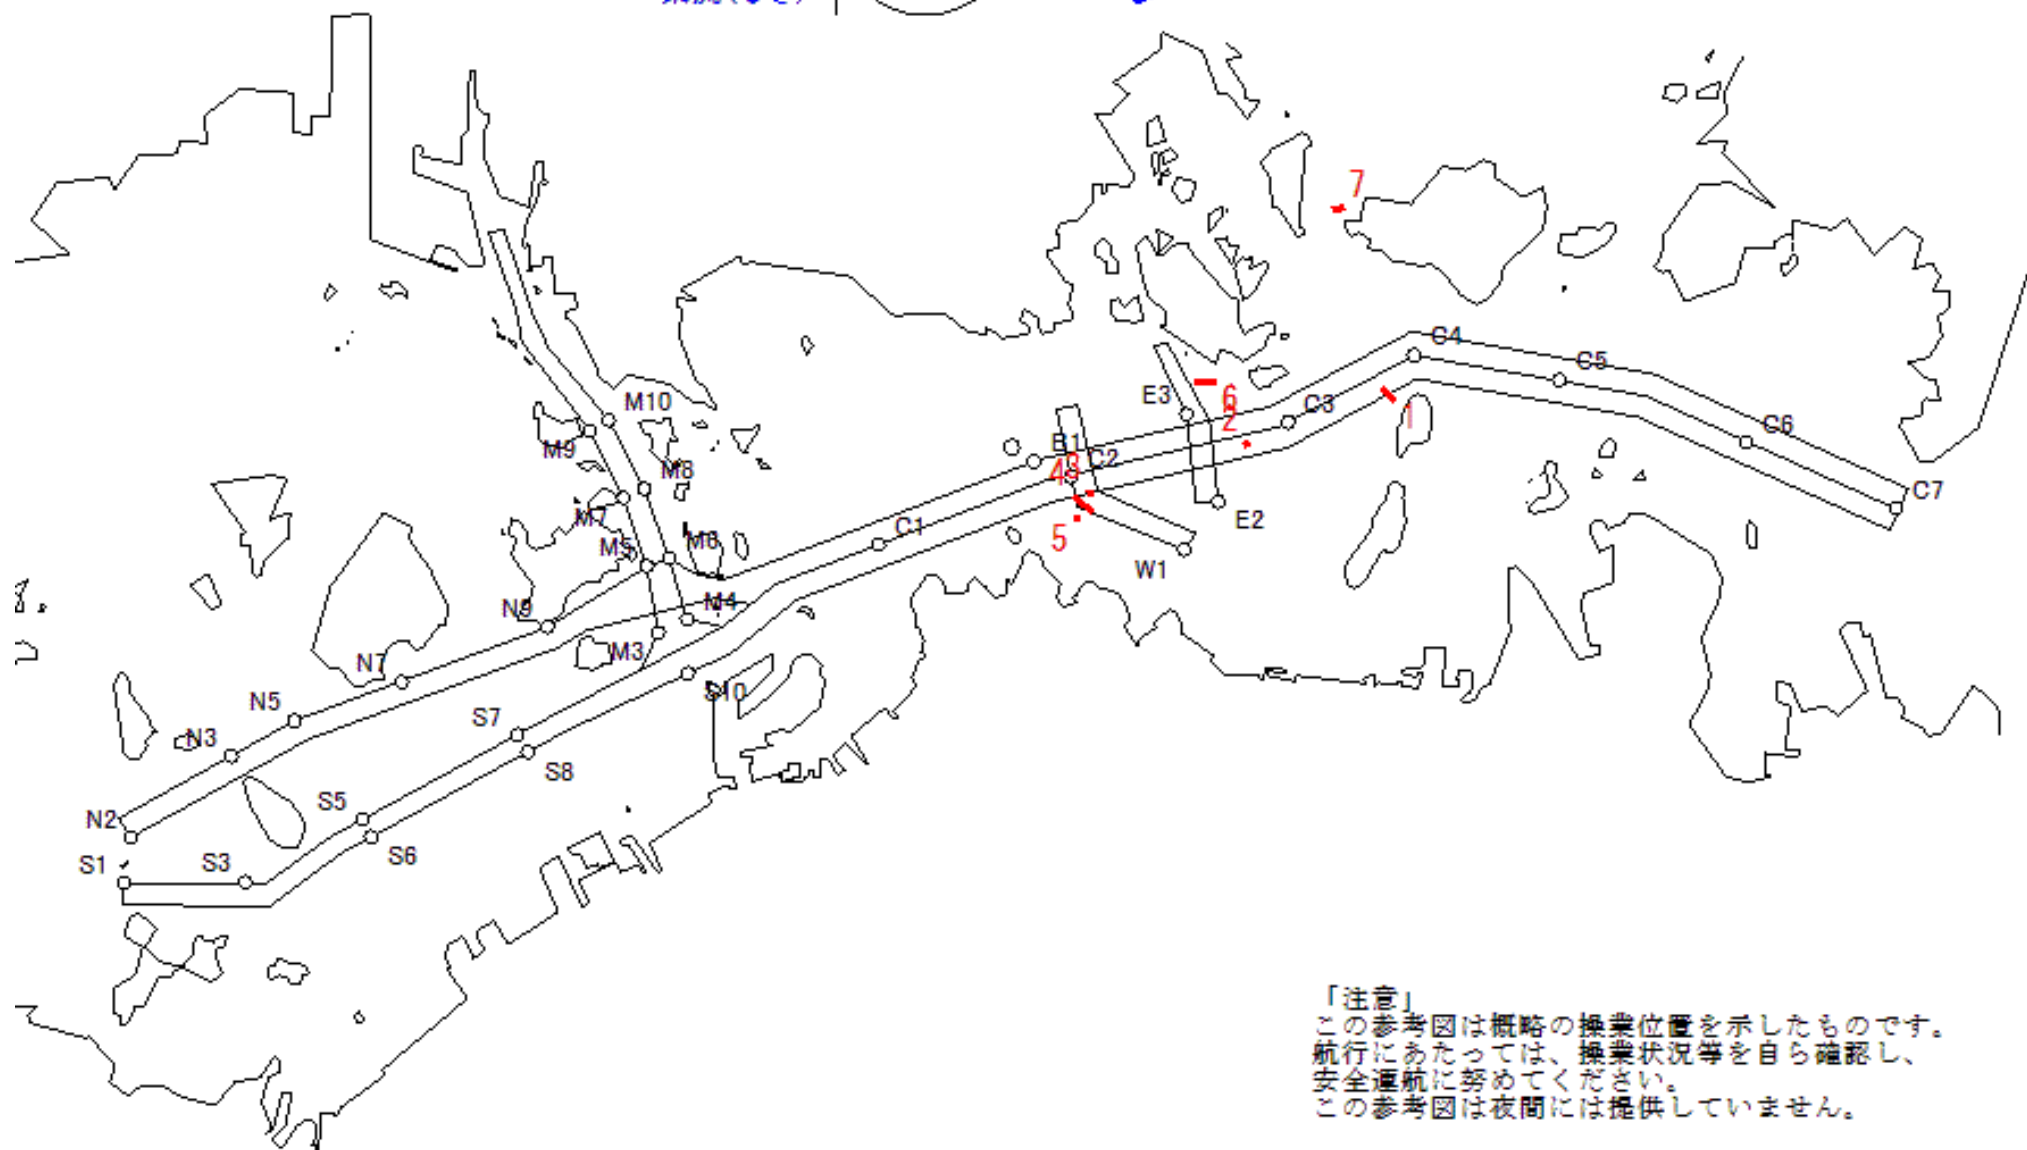 7
C4
C5
M10
E3
6
2
C3
1
C6
M9
B1
M8
4
3
C2
C7
M7
E2
C1
M5
M6
5
W1
N9
M4
N7
M3
S10
N5
S7
N3
S8
S5
N2
S6
S1
S3
「注意」
この参考図は概略の操業位置を示したものです。
航行にあたっては、操業状況等を自ら確認し、
安全運航に努めてください。
この参考図は夜間には提供していません。